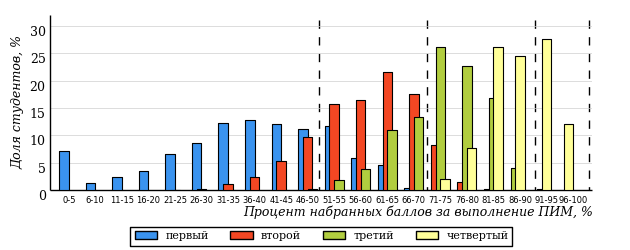 Доля студентов, %
30
25
20
15
10
5
0
0-5 6-10 11-15 16-20 21-25 26-30 31-35 36-40 41-45 46-50 51-55 56-60 61-65 66-70 71-75 76-80 81-85 86-90 91-95 96-100
Процент набранных баллов за выполнение ПИМ, %
первый второй третий четвертый